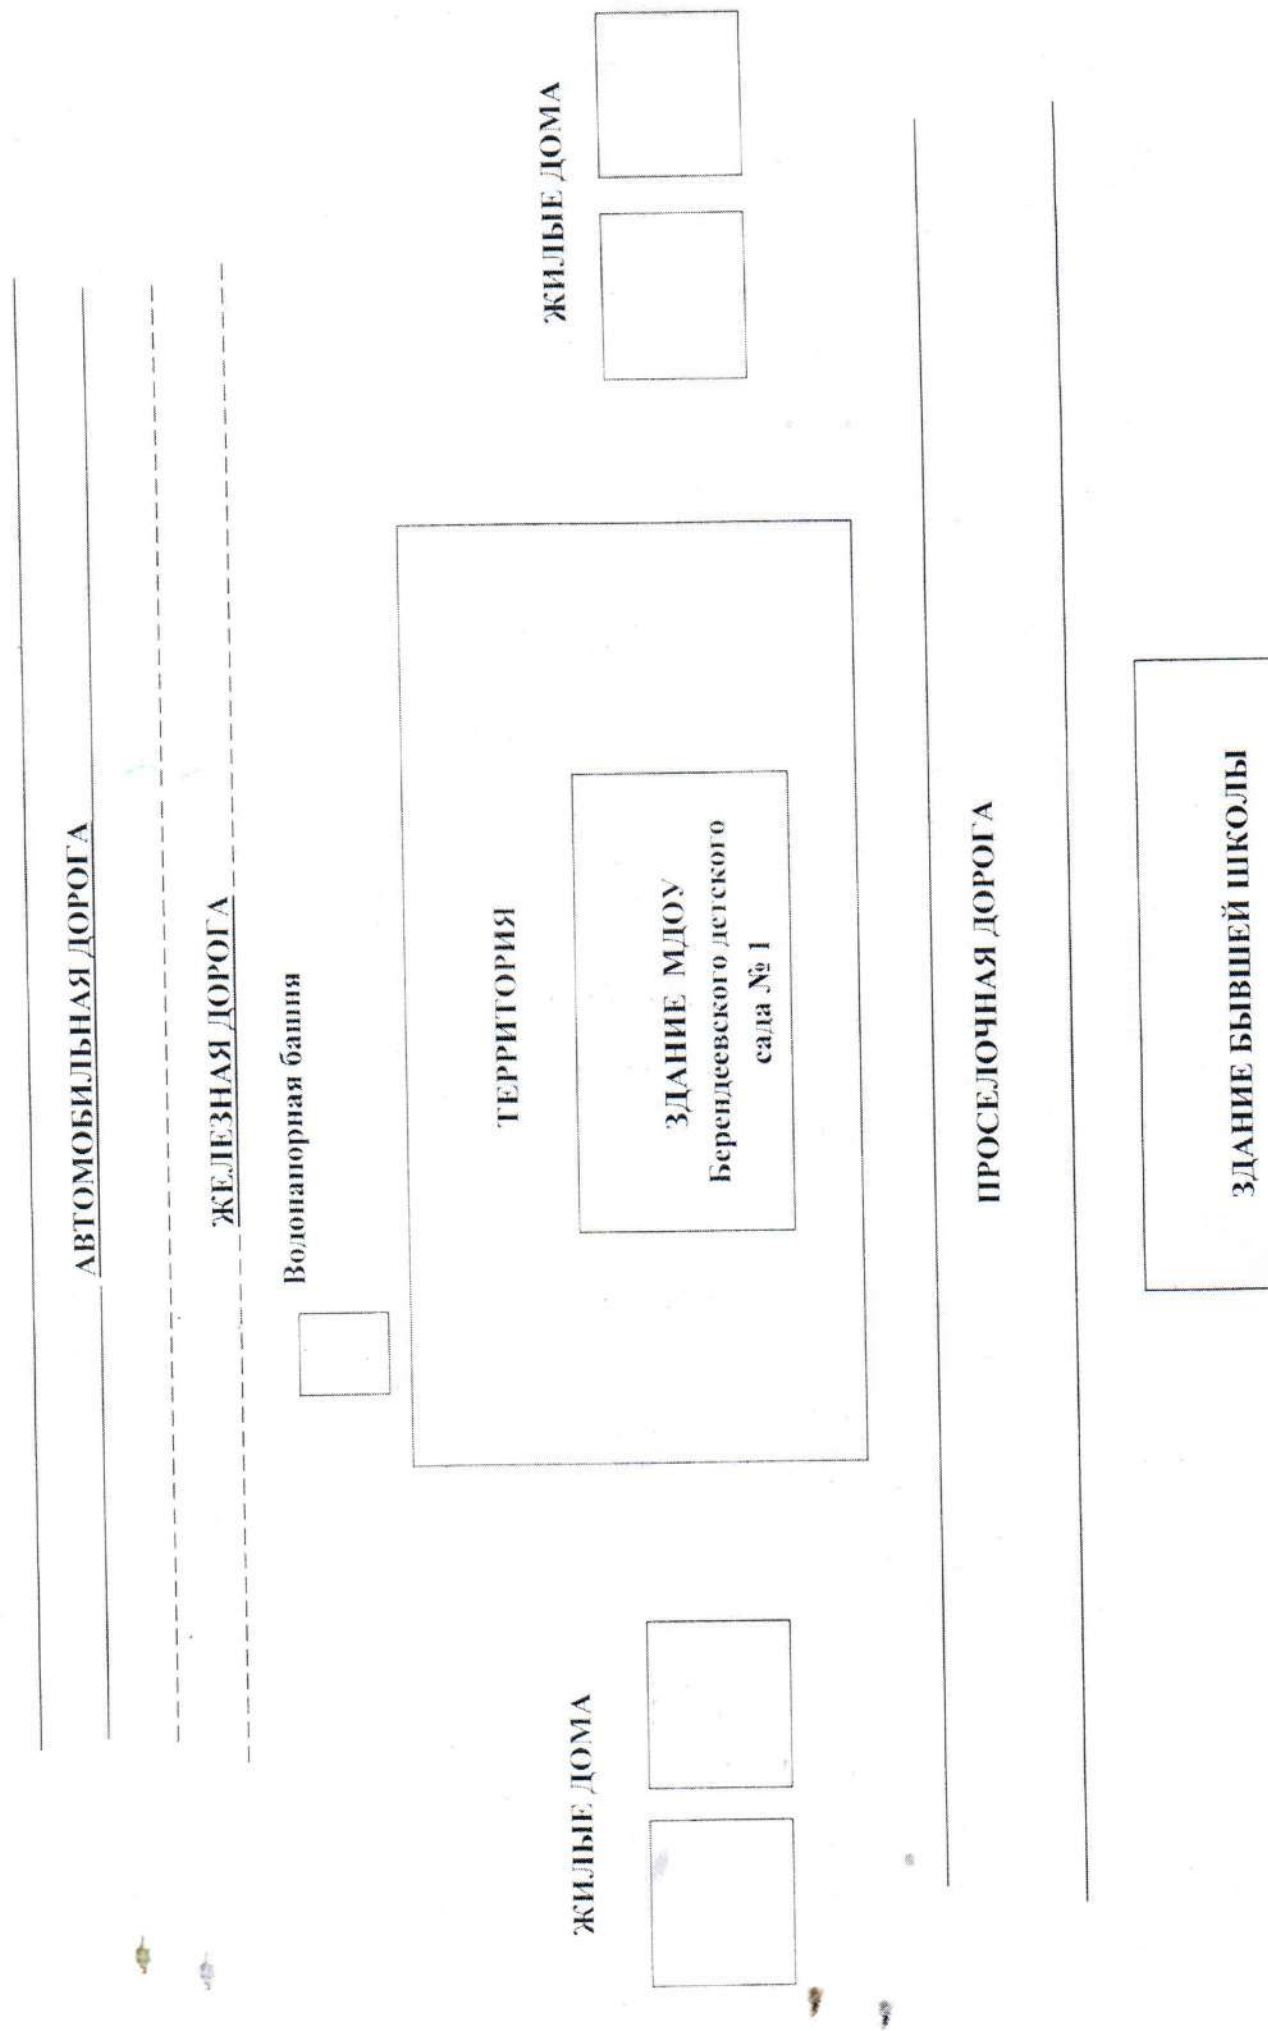 АВТОМОБИЛЬНАЯ ДОРОГА
ЖЕЛЕЗНАЯ ДОРОГА
Водонапорная башня
ЖИЛЫЕ ДОМА
ЖИЛЫЕ ДОМА
ТЕРРИТОРИЯ
ЗДАНИЕ МДОУ
Берендеевского детского
сада № 1
ПРОСЕЛОЧНАЯ ДОРОГА
ЗДАНИЕ БЫВШЕЙ ШКОЛЫ